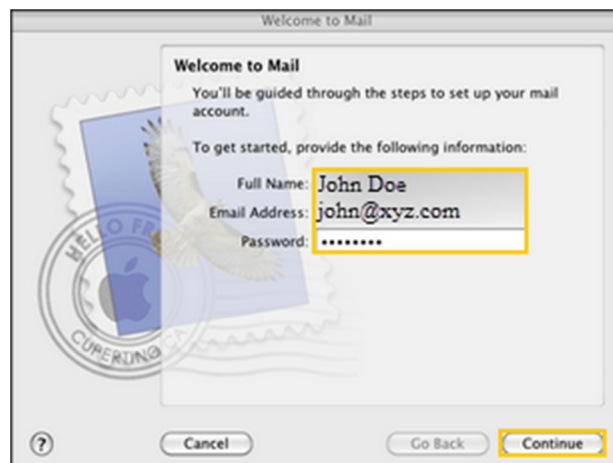 Welcome to Mail
Welcome to Mail
You'll be guided through the steps to set up your mail
account.
To get started, provide the following information:
Full Name: John Doe
Email Address: john@xyz.com
Password: ••••••••
HELLO FR
CUPERTINO CA
? Cancel Go Back Continue